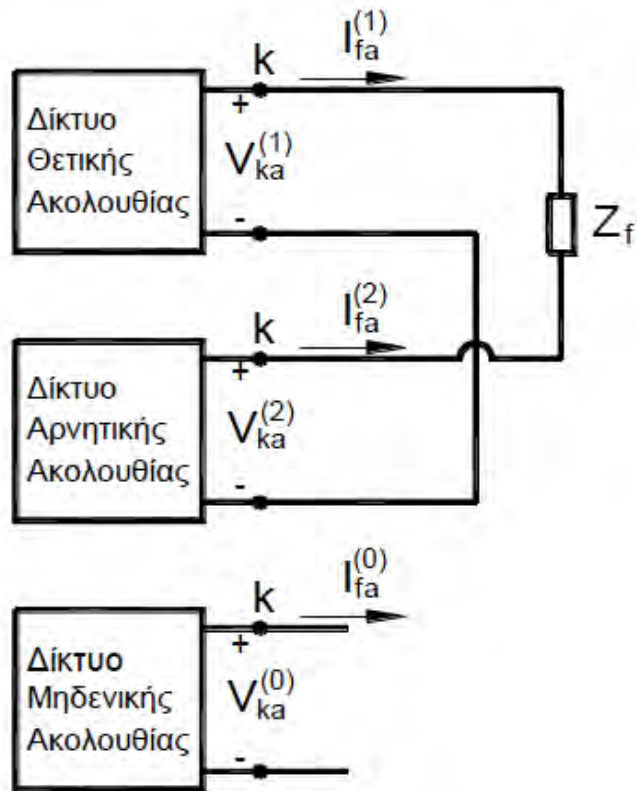 k
I_fa^(1)
Δίκτυο
Θετικής
Ακολουθίας
+
V_ka^(1)
-
Z_f
k
I_fa^(2)
Δίκτυο
Αρνητικής
Ακολουθίας
+
V_ka^(2)
-
k
I_fa^(0)
Δίκτυο
Μηδενικής
Ακολουθίας
+
V_ka^(0)
-